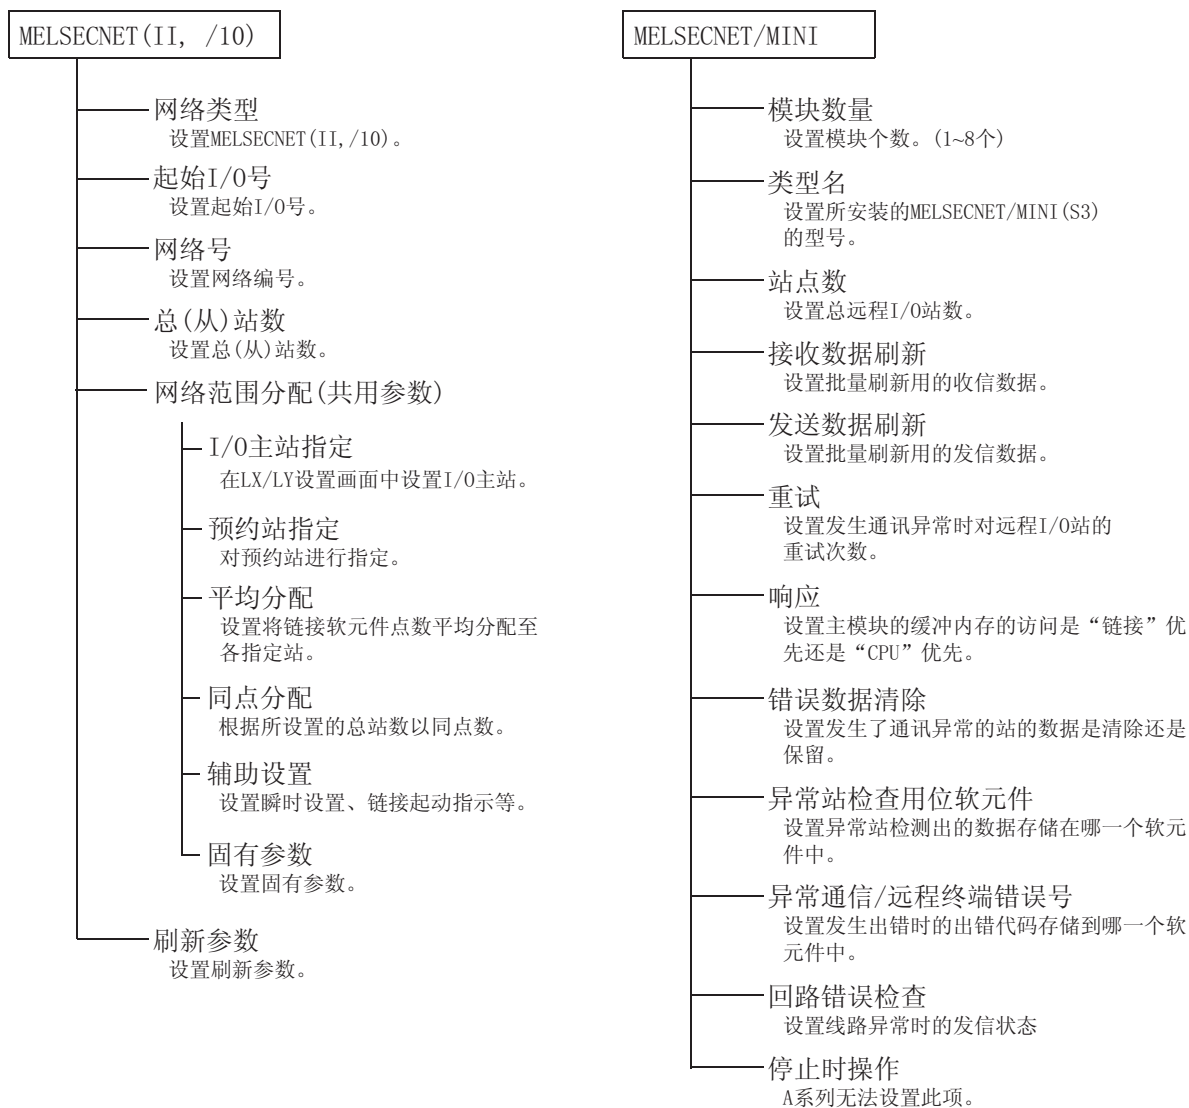 MELSECNET(II, /10)
网络类型
设置MELSECNET(II,/10)。
起始I/O号
设置起始I/O号。
网络号
设置网络编号。
总(从)站数
设置总(从)站数。
网络范围分配(共用参数)
I/O主站指定
在LX/LY设置画面中设置I/O主站。
预约站指定
对预约站进行指定。
平均分配
设置将链接软元件点数平均分配至
各指定站。
同点分配
根据所设置的总站数以同点数。
辅助设置
设置瞬时设置、链接起动指示等。
固有参数
设置固有参数。
刷新参数
设置刷新参数。
MELSECNET/MINI
模块数量
设置模块个数。(1~8个)
类型名
设置所安装的MELSECNET/MINI(S3)
的型号。
站点数
设置总远程I/O站数。
接收数据刷新
设置批量刷新用的收信数据。
发送数据刷新
设置批量刷新用的发信数据。
重试
设置发生通讯异常时对远程I/O站的
重试次数。
响应
设置主模块的缓冲内存的访问是“链接”优
先还是“CPU”优先。
错误数据清除
设置发生了通讯异常的站的数据是清除还是
保留。
异常站检查用位软元件
设置异常站检测出的数据存储在哪一个软元
件中。
异常通信/远程终端错误号
设置发生出错时的出错代码存储到哪一个软
元件中。
回路错误检查
设置线路异常时的发信状态
停止时操作
A系列无法设置此项。